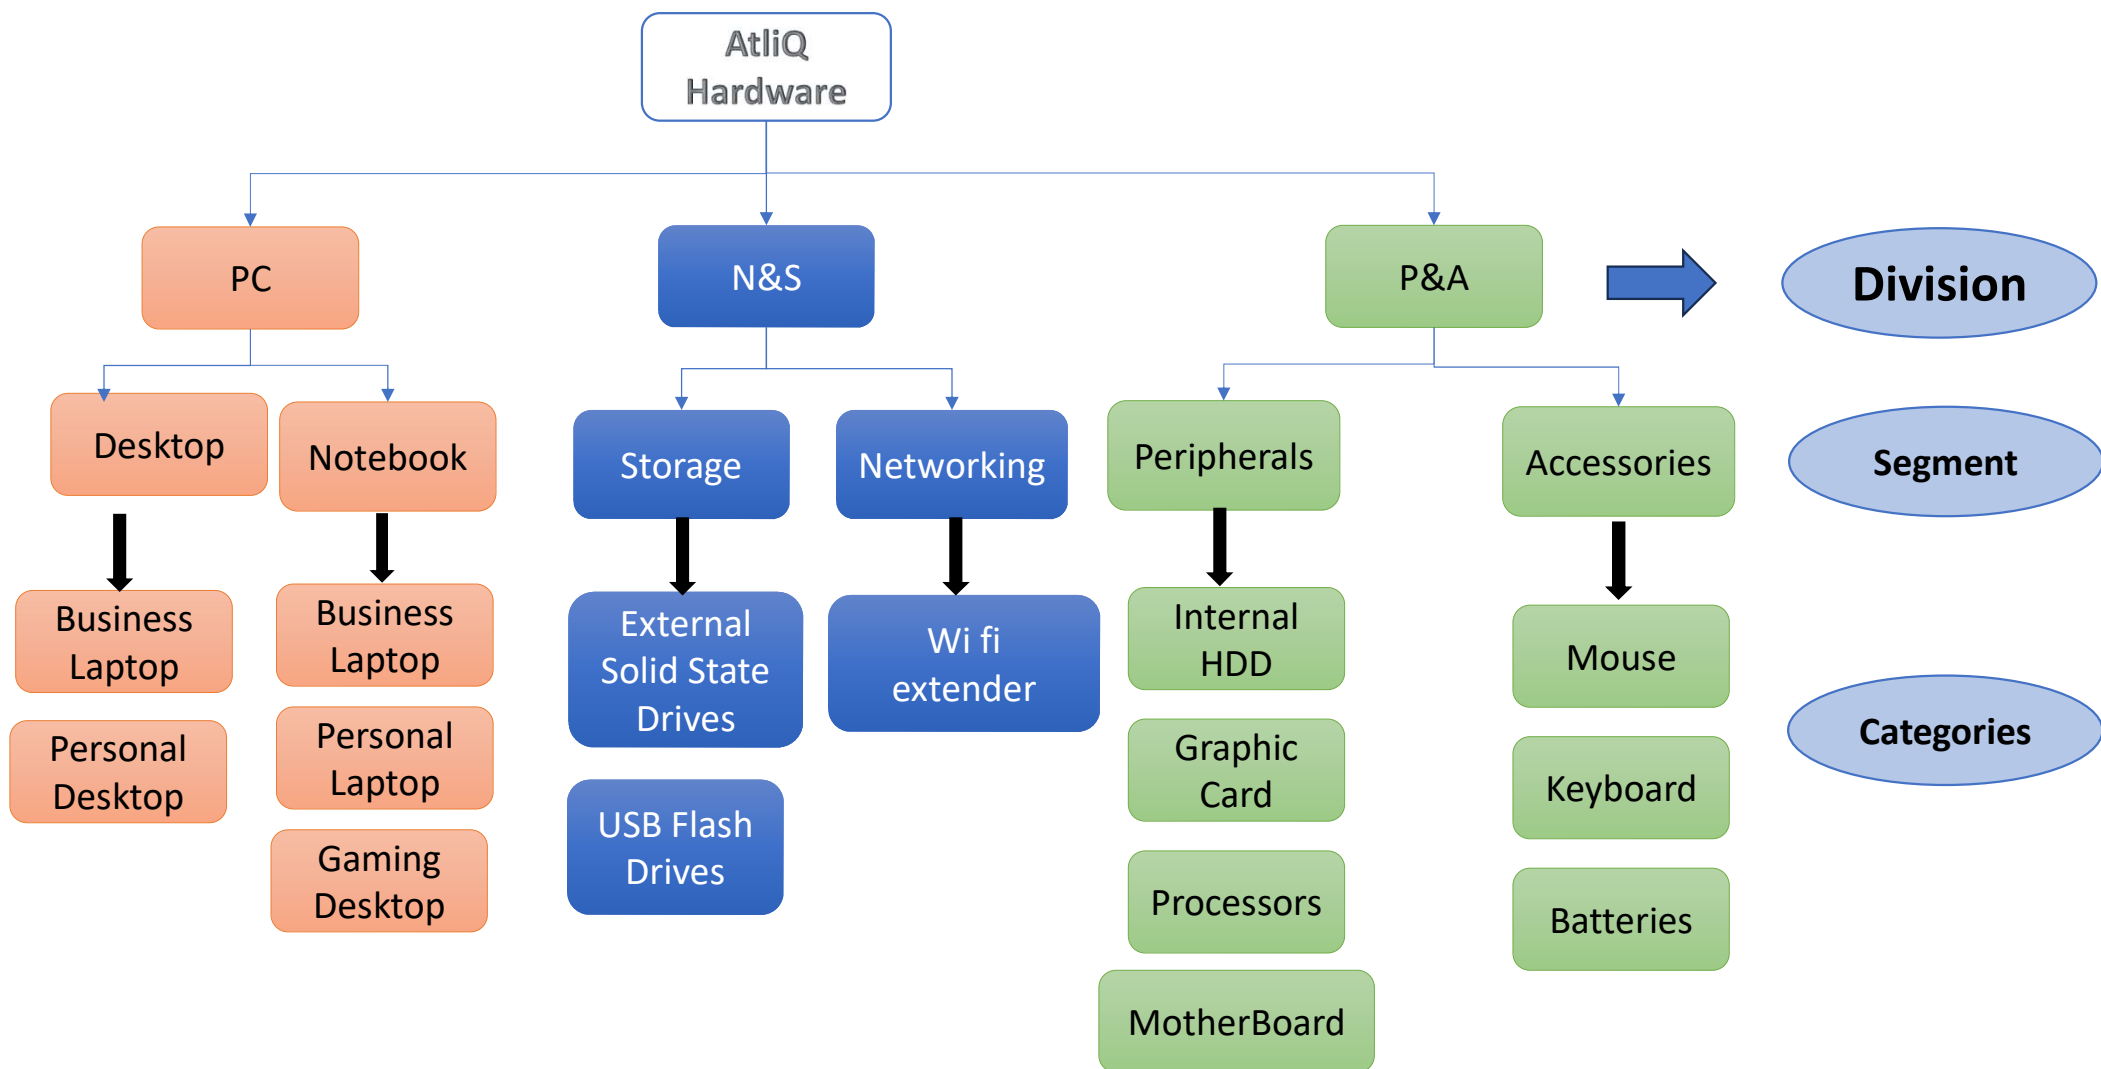 AtliQ
Hardware
PC
N&S
P&A
Division
Desktop
Notebook
Storage
Networking
Peripherals
Accessories
Segment
Business
Laptop
Personal
Desktop
Business
Laptop
Personal
Laptop
Gaming
Desktop
External
Solid State
Drives
USB Flash
Drives
Wi fi
extender
Internal
HDD
Graphic
Card
Processors
MotherBoard
Mouse
Keyboard
Batteries
Categories